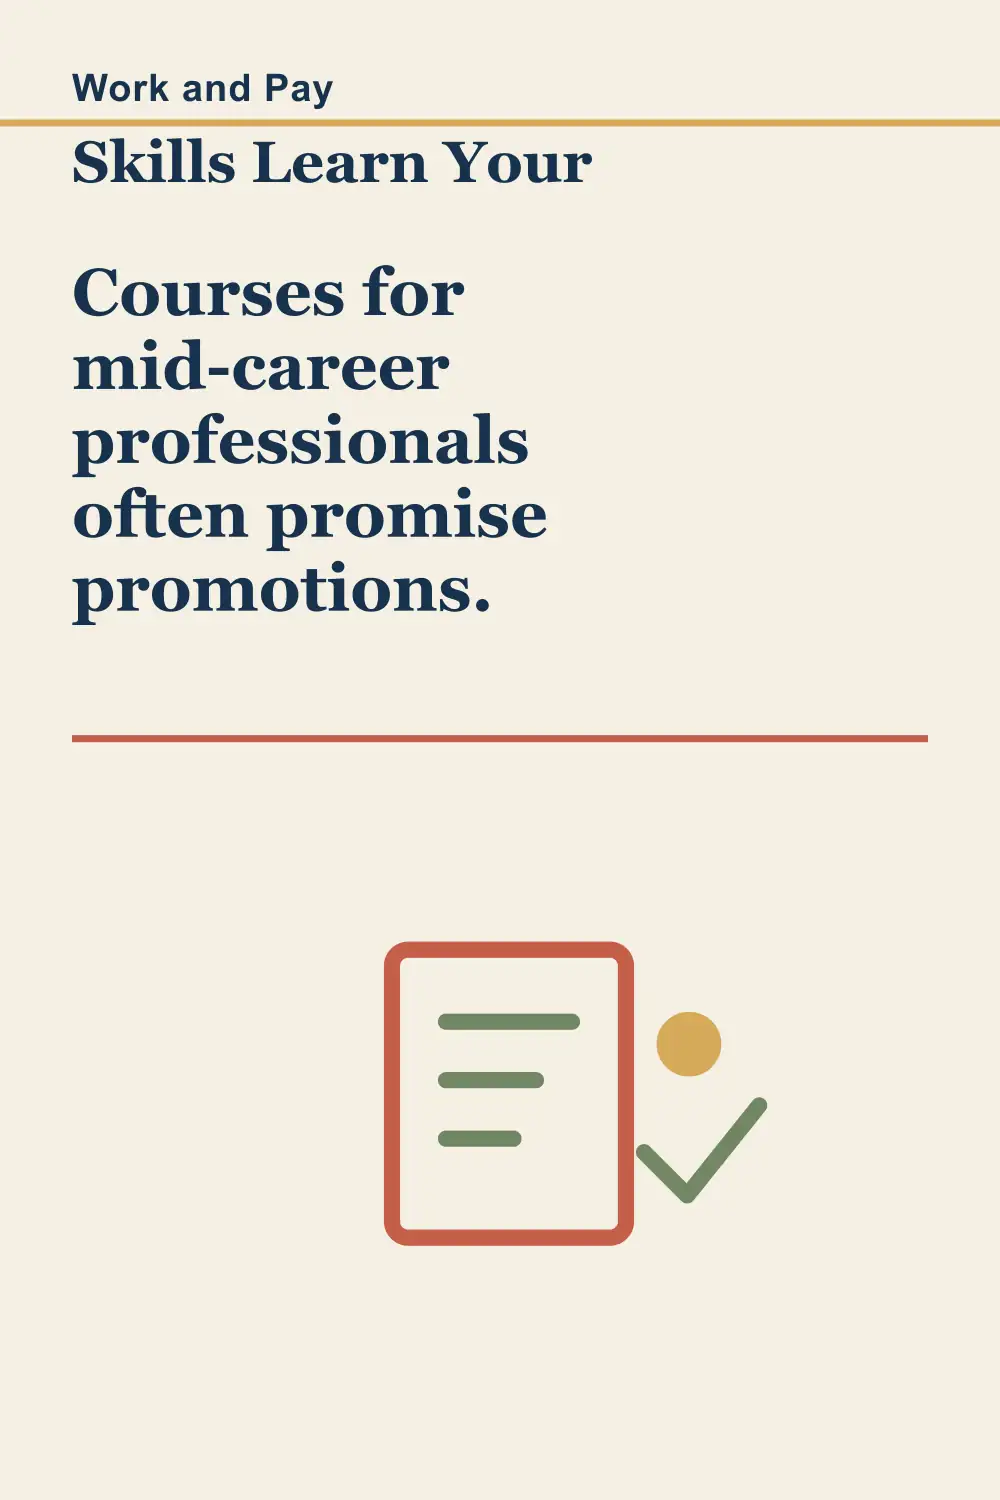 Work and Pay
Skills Learn Your
Courses for
mid-career
professionals
often promise
promotions.